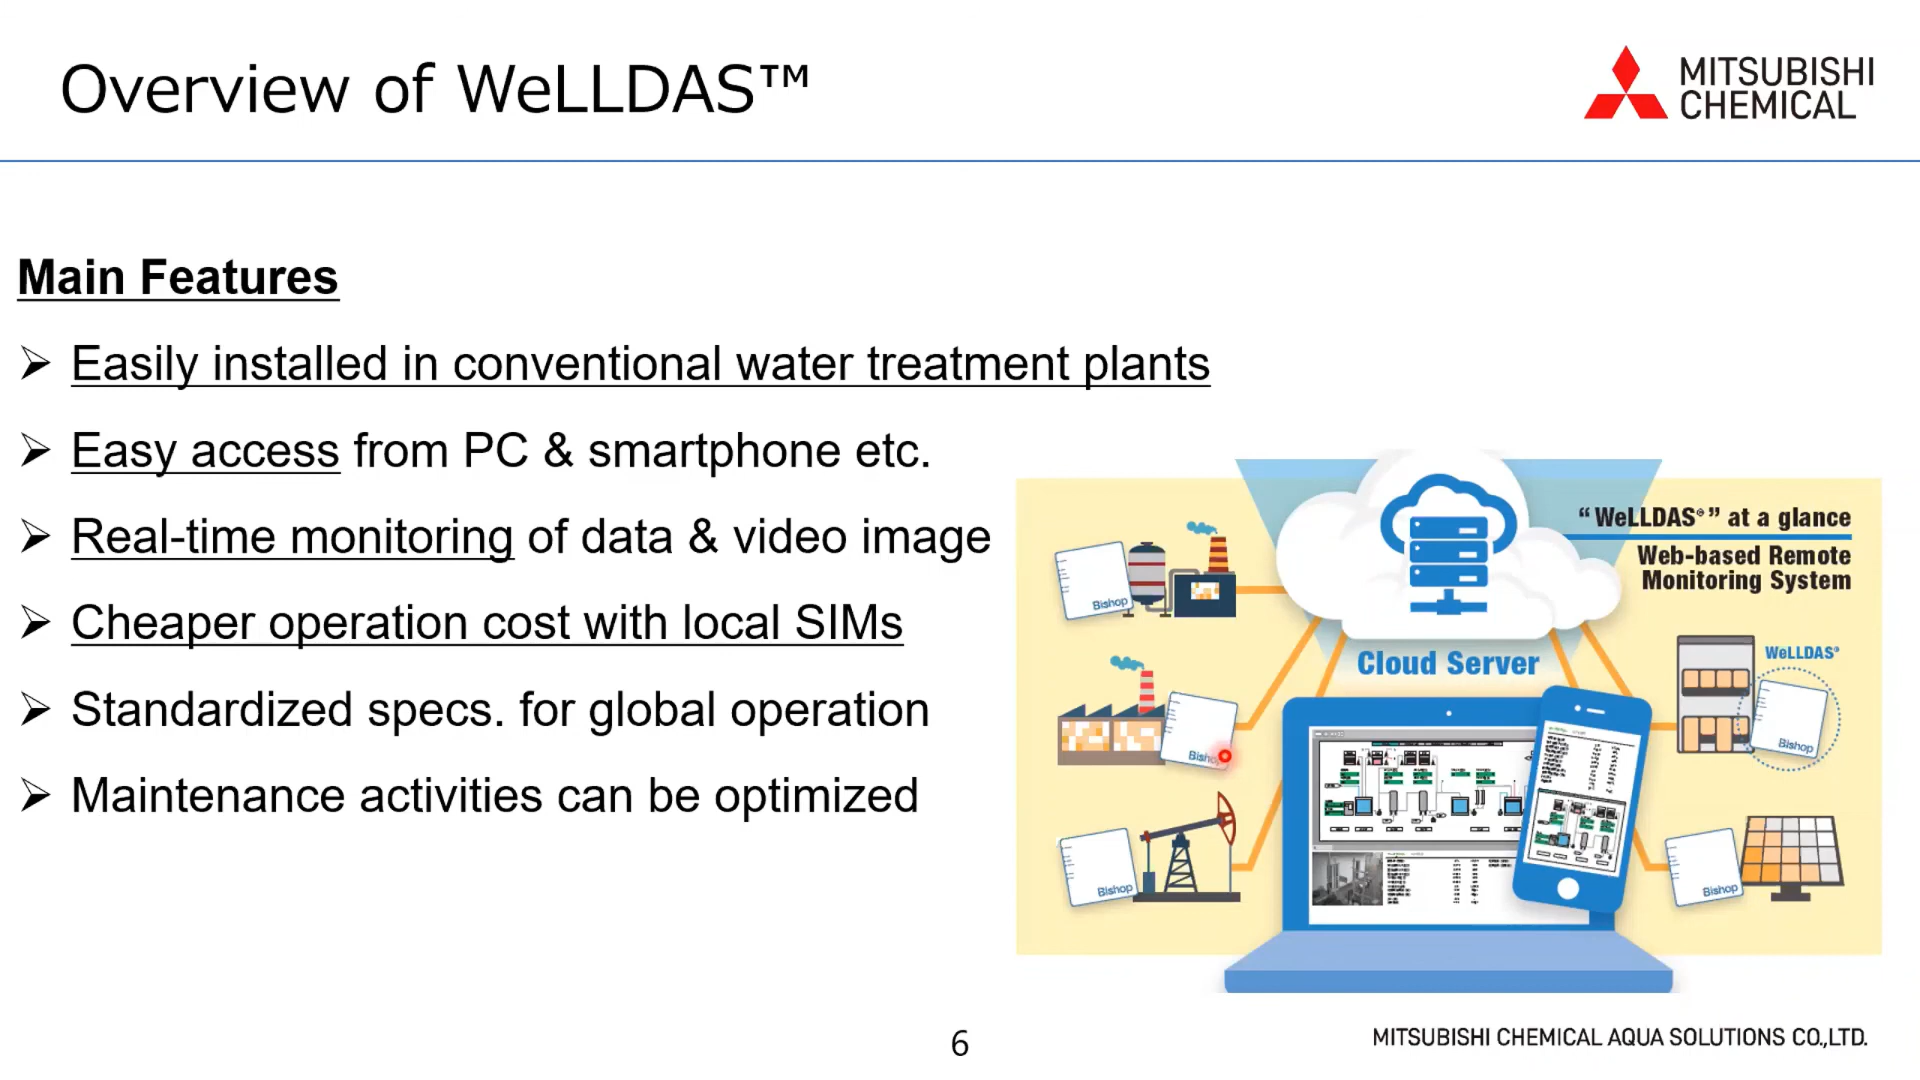 Overview of WeLLDAS™
MITSUBISHI
CHEMICAL
Main Features
➢ Easily installed in conventional water treatment plants
➢ Easy access from PC & smartphone etc.
➢ Real-time monitoring of data & video image
➢ Cheaper operation cost with local SIMs
➢ Standardized specs. for global operation
➢ Maintenance activities can be optimized
“WeLLDAS®” at a glance
Web-based Remote
Monitoring System
Bishop
Cloud Server
WeLLDAS®
Bishop
Bishop
Bishop
Bishop
6
MITSUBISHI CHEMICAL AQUA SOLUTIONS CO.,LTD.